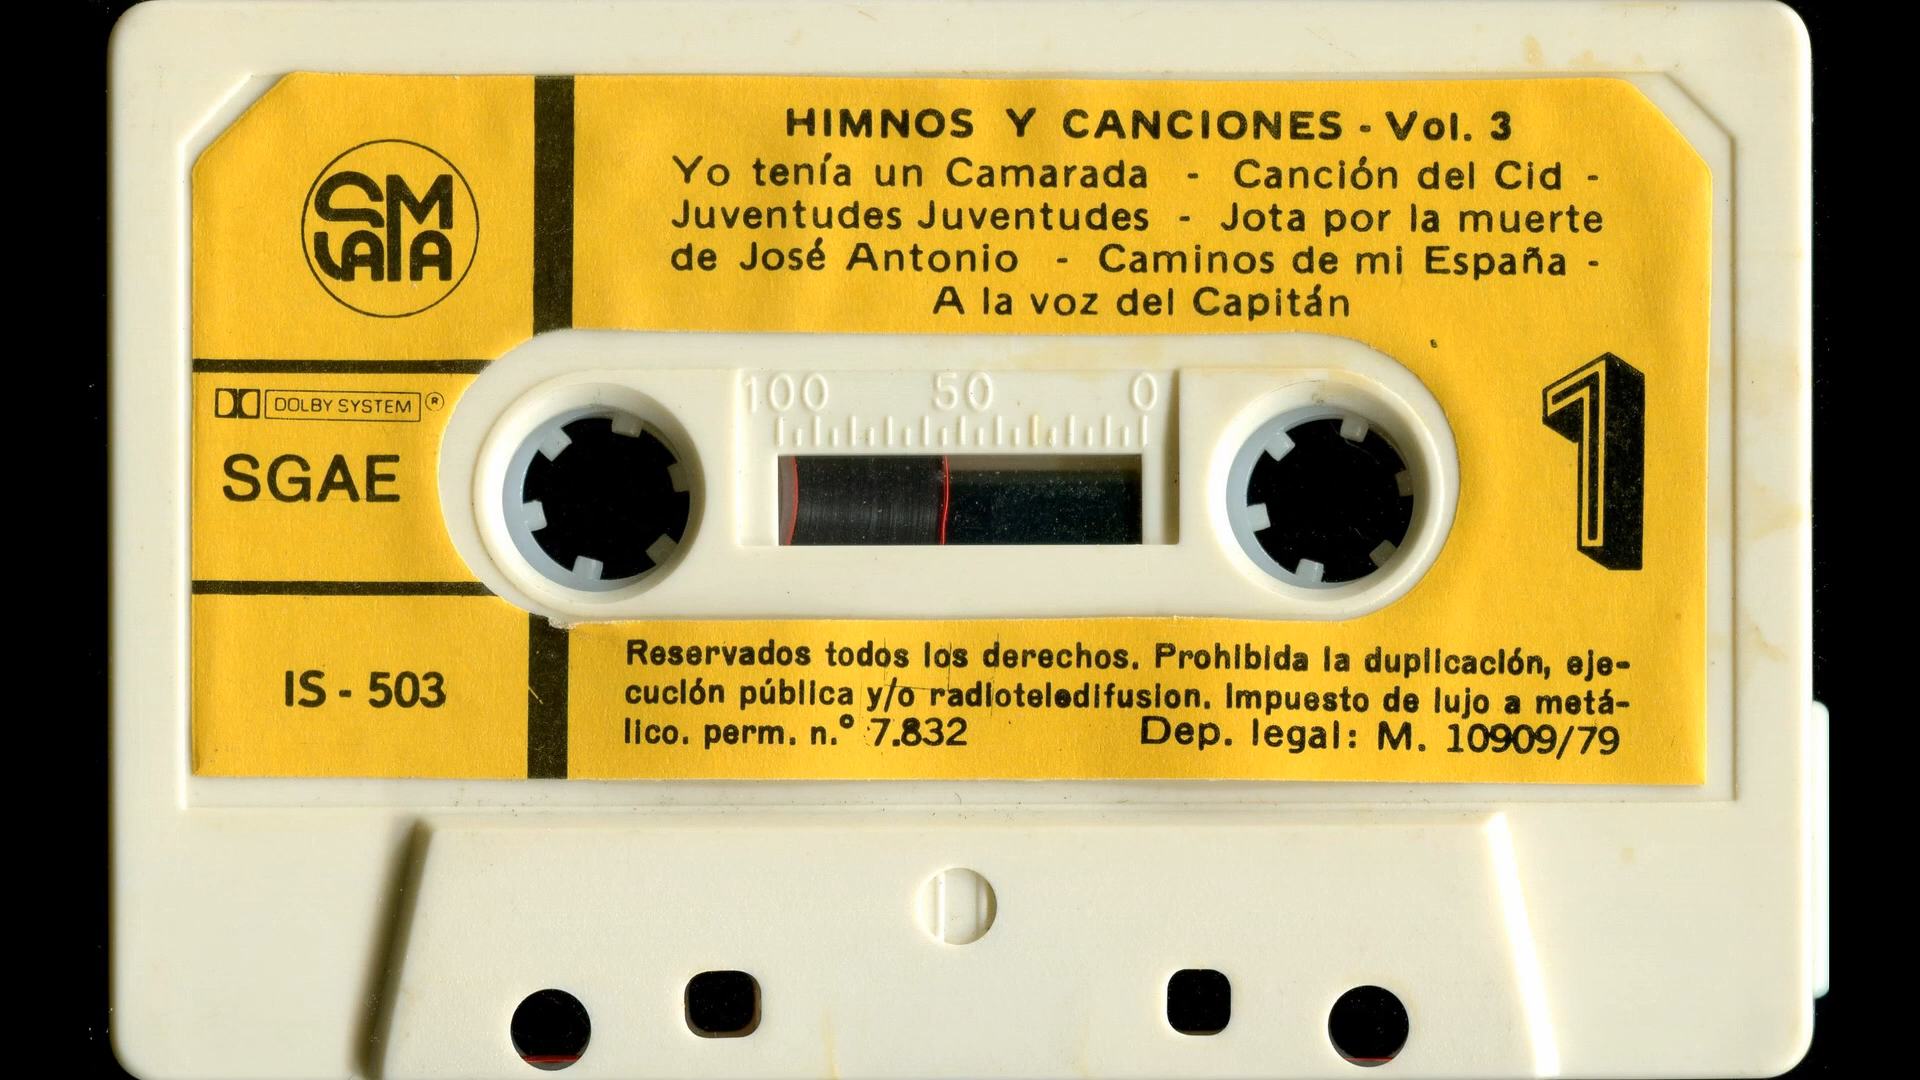 HIMNOS Y CANCIONES - Vol. 3
Yo tenía un Camarada - Canción del Cid -
Juventudes Juventudes - Jota por la muerte
de José Antonio - Caminos de mi España -
A la voz del Capitán
SM
LATA
DOLBY SYSTEM ®
SGAE
IS - 503
100 50 0
1
Reservados todos los derechos. Prohibida la duplicación, eje-
cución pública y/o radioteledifusion. Impuesto de lujo a metá-
lico. perm. n.º 7.832 Dep. legal: M. 10909/79